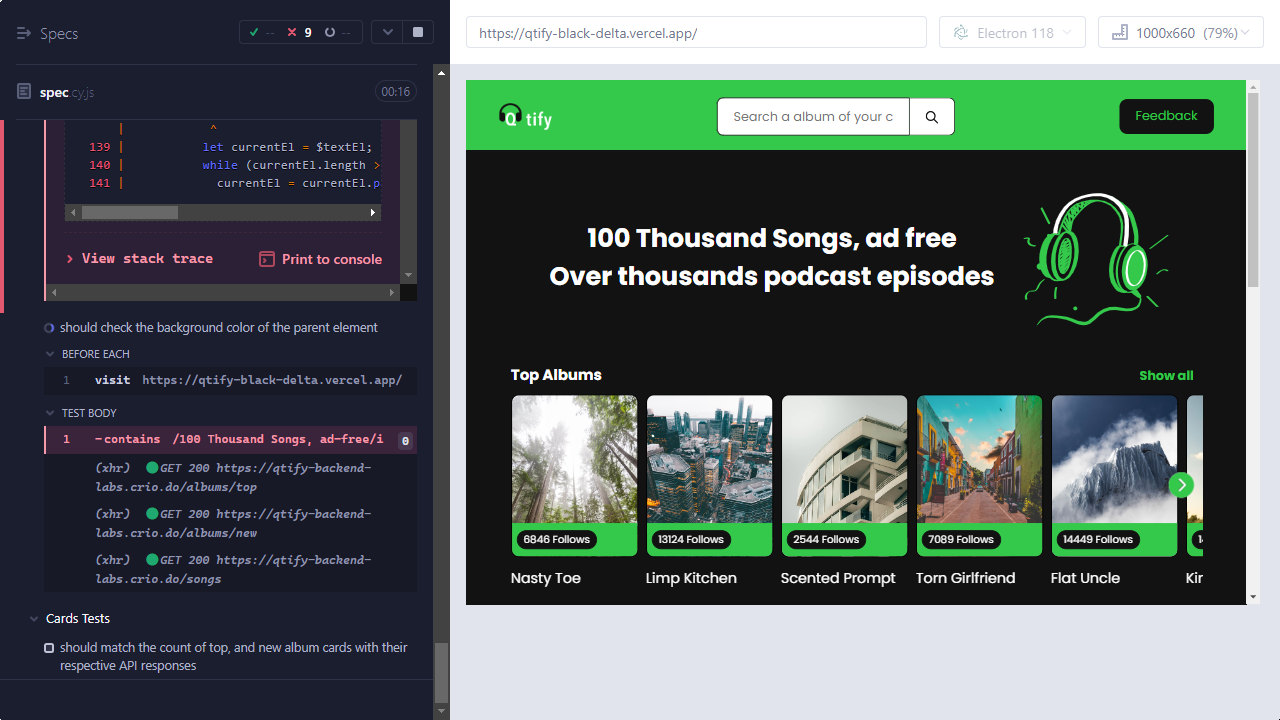 Specs
-- 9 --
spec.cy.js
00:16
| ^
139 | let currentEl = $textEl;
140 | while (currentEl.length >
141 | currentEl = currentEl.p
View stack trace
Print to console
should check the background color of the parent element
BEFORE EACH
1 visit https://qtify-black-delta.vercel.app/
TEST BODY
1 -contains /100 Thousand Songs, ad-free/i 0
(xhr) GET 200 https://qtify-backend-
labs.crio.do/albums/top
(xhr) GET 200 https://qtify-backend-
labs.crio.do/albums/new
(xhr) GET 200 https://qtify-backend-
labs.crio.do/songs
Cards Tests
should match the count of top, and new album cards with their
respective API responses
https://qtify-black-delta.vercel.app/
Electron 118
1000x660 (79%)
Qtify
Search a album of your c
Feedback
100 Thousand Songs, ad free
Over thousands podcast episodes
Top Albums
Show all
6846 Follows
13124 Follows
2544 Follows
7089 Follows
14449 Follows
Nasty Toe
Limp Kitchen
Scented Prompt
Torn Girlfriend
Flat Uncle
Kir